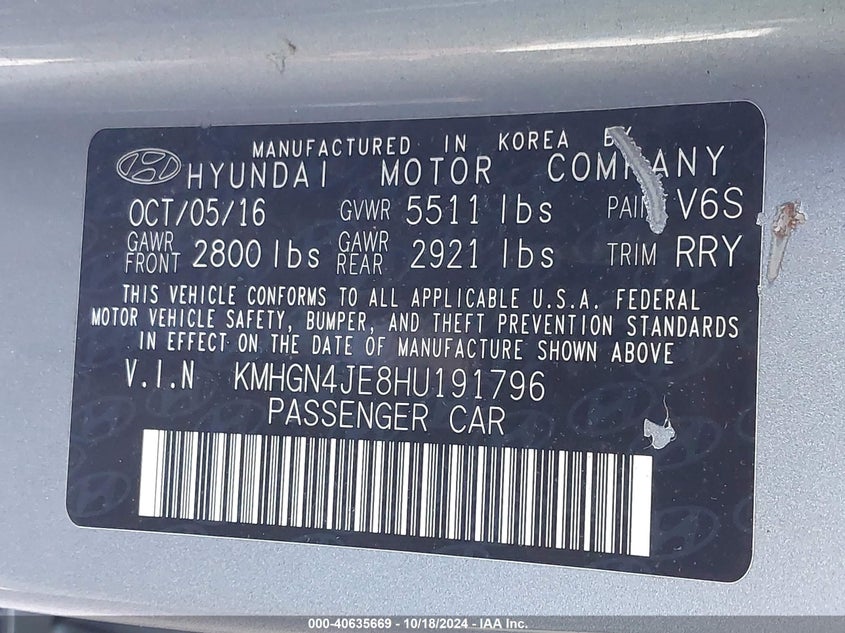 MANUFACTURED IN KOREA BY
HYUNDAI MOTOR COMPANY
OCT/05/16 GVWR 5511 lbs PAINT V6S
GAWR FRONT 2800 lbs GAWR REAR 2921 lbs TRIM RRY
THIS VEHICLE CONFORMS TO ALL APPLICABLE U.S.A. FEDERAL
MOTOR VEHICLE SAFETY, BUMPER, AND THEFT PREVENTION STANDARDS
IN EFFECT ON THE DATE OF MANUFACTURE SHOWN ABOVE
V.I.N KMHGN4JE8HU191796
PASSENGER CAR
000-40635669 - 10/18/2024 - IAA Inc.